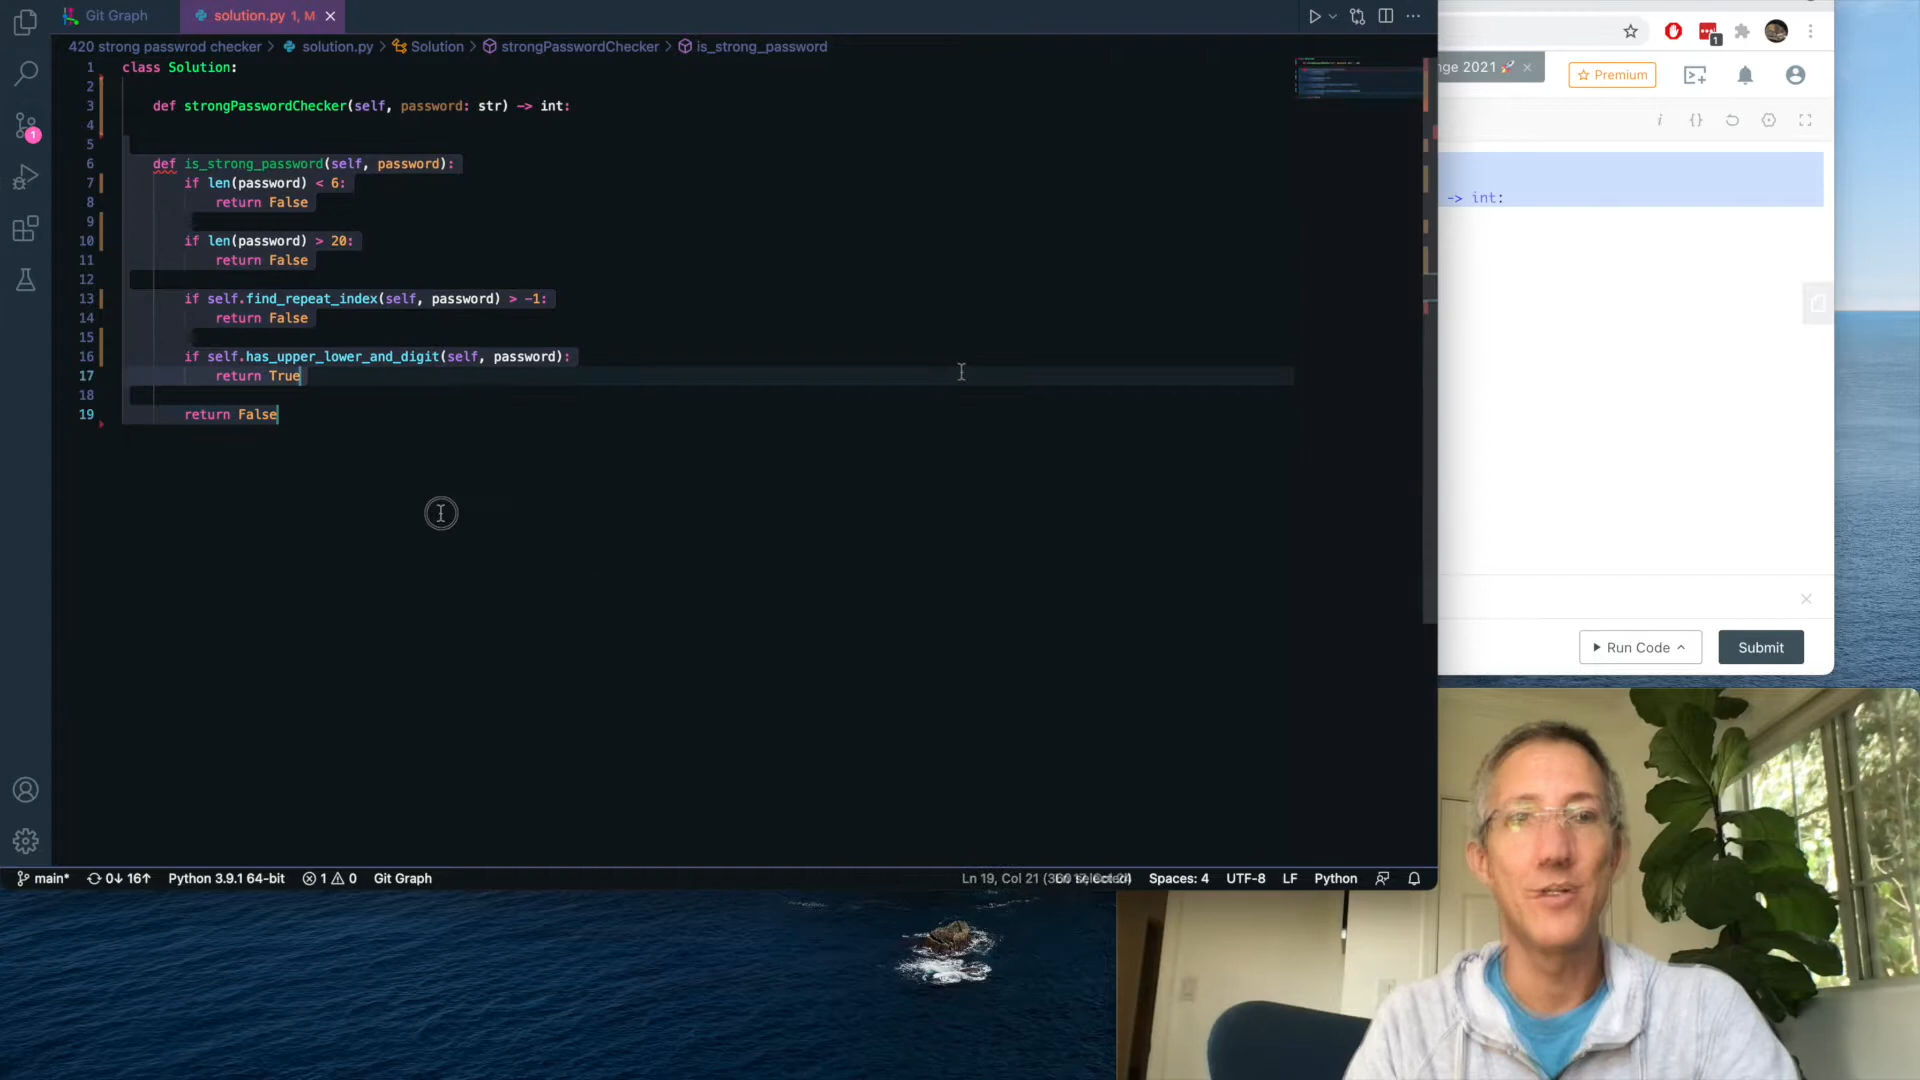 Git Graph
solution.py 1, M
420 strong passwrod checker > solution.py > Solution > strongPasswordChecker > is_strong_password
1 class Solution:
2
3 def strongPasswordChecker(self, password: str) -> int:
4
5
6 def is_strong_password(self, password):
7 if len(password) < 6:
8 return False
9
10 if len(password) > 20:
11 return False
12
13 if self.find_repeat_index(self, password) > -1:
14 return False
15
16 if self.has_upper_lower_and_digit(self, password):
17 return True
18
19 return False
1
main* 0↓ 16↑ Python 3.9.1 64-bit 1 0 Git Graph
Ln 19, Col 21
Spaces: 4 UTF-8 LF Python
1
nge 2021
Premium
i {}
-> int:
Run Code
Submit